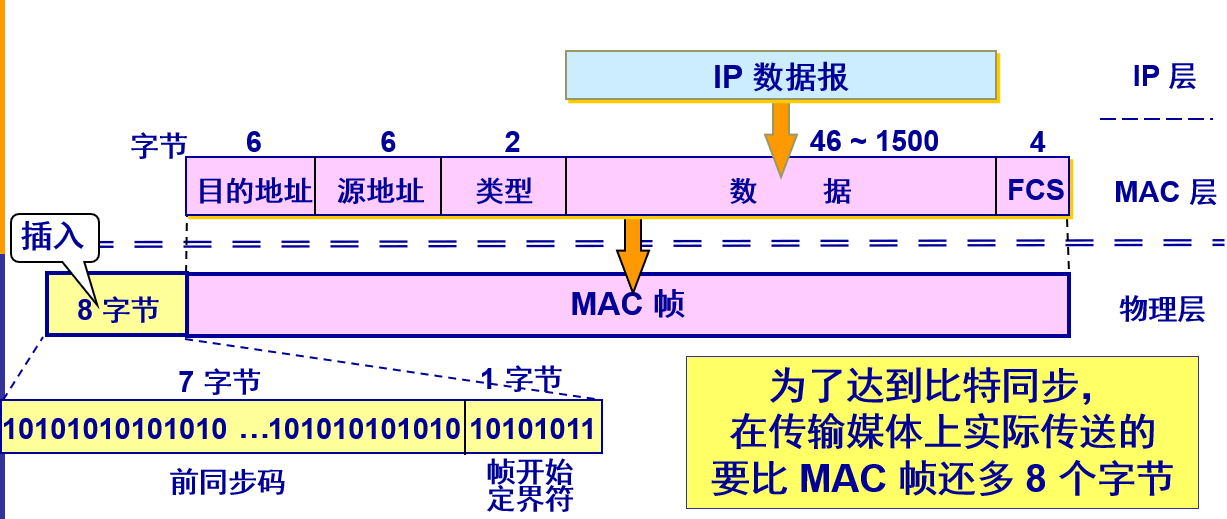 IP 数据报
IP 层
字节 6 6 2 46 ~ 1500 4
目的地址 源地址 类型 数 据 FCS
MAC 层
插入
8 字节
MAC 帧
物理层
7 字节 1 字节
10101010101010 …101010101010 10101011
前同步码
帧开始
定界符
为了达到比特同步，
在传输媒体上实际传送的
要比 MAC 帧还多 8 个字节